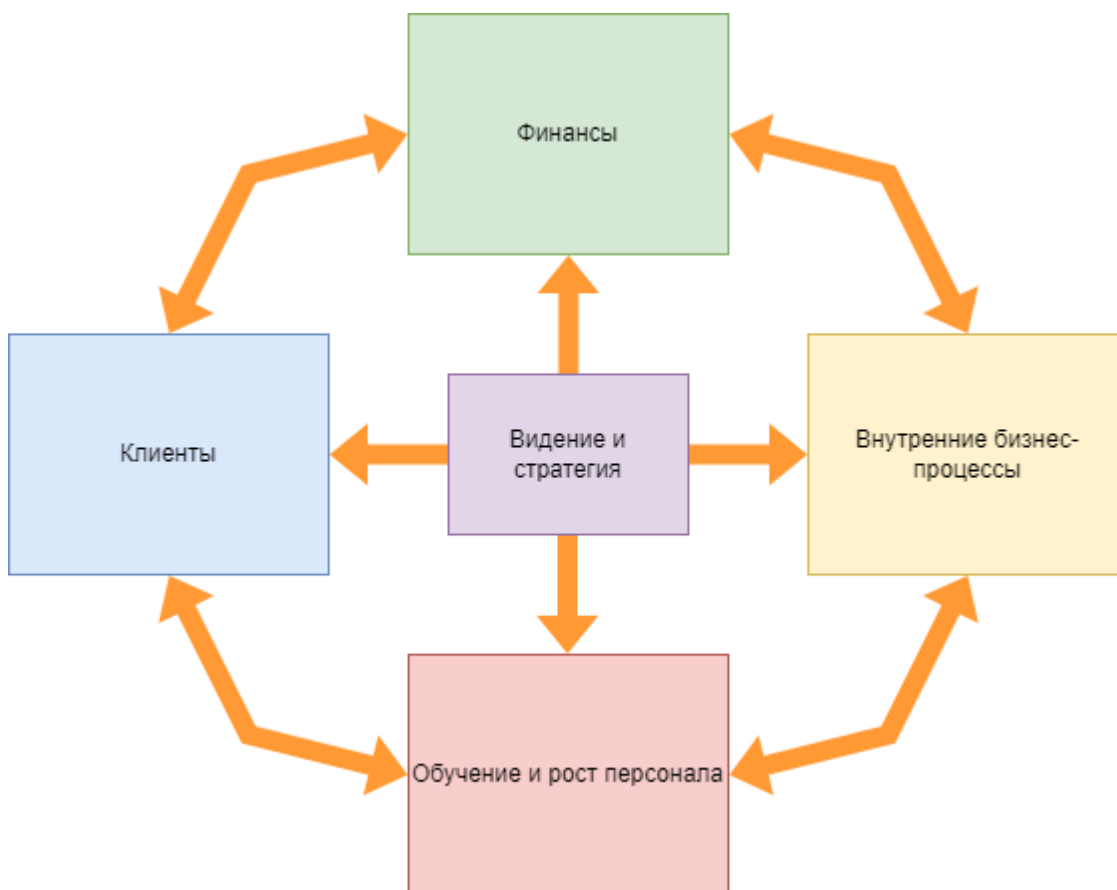 Финансы
Клиенты
Видение и
стратегия
Внутренние бизнес-
процессы
Обучение и рост персонала